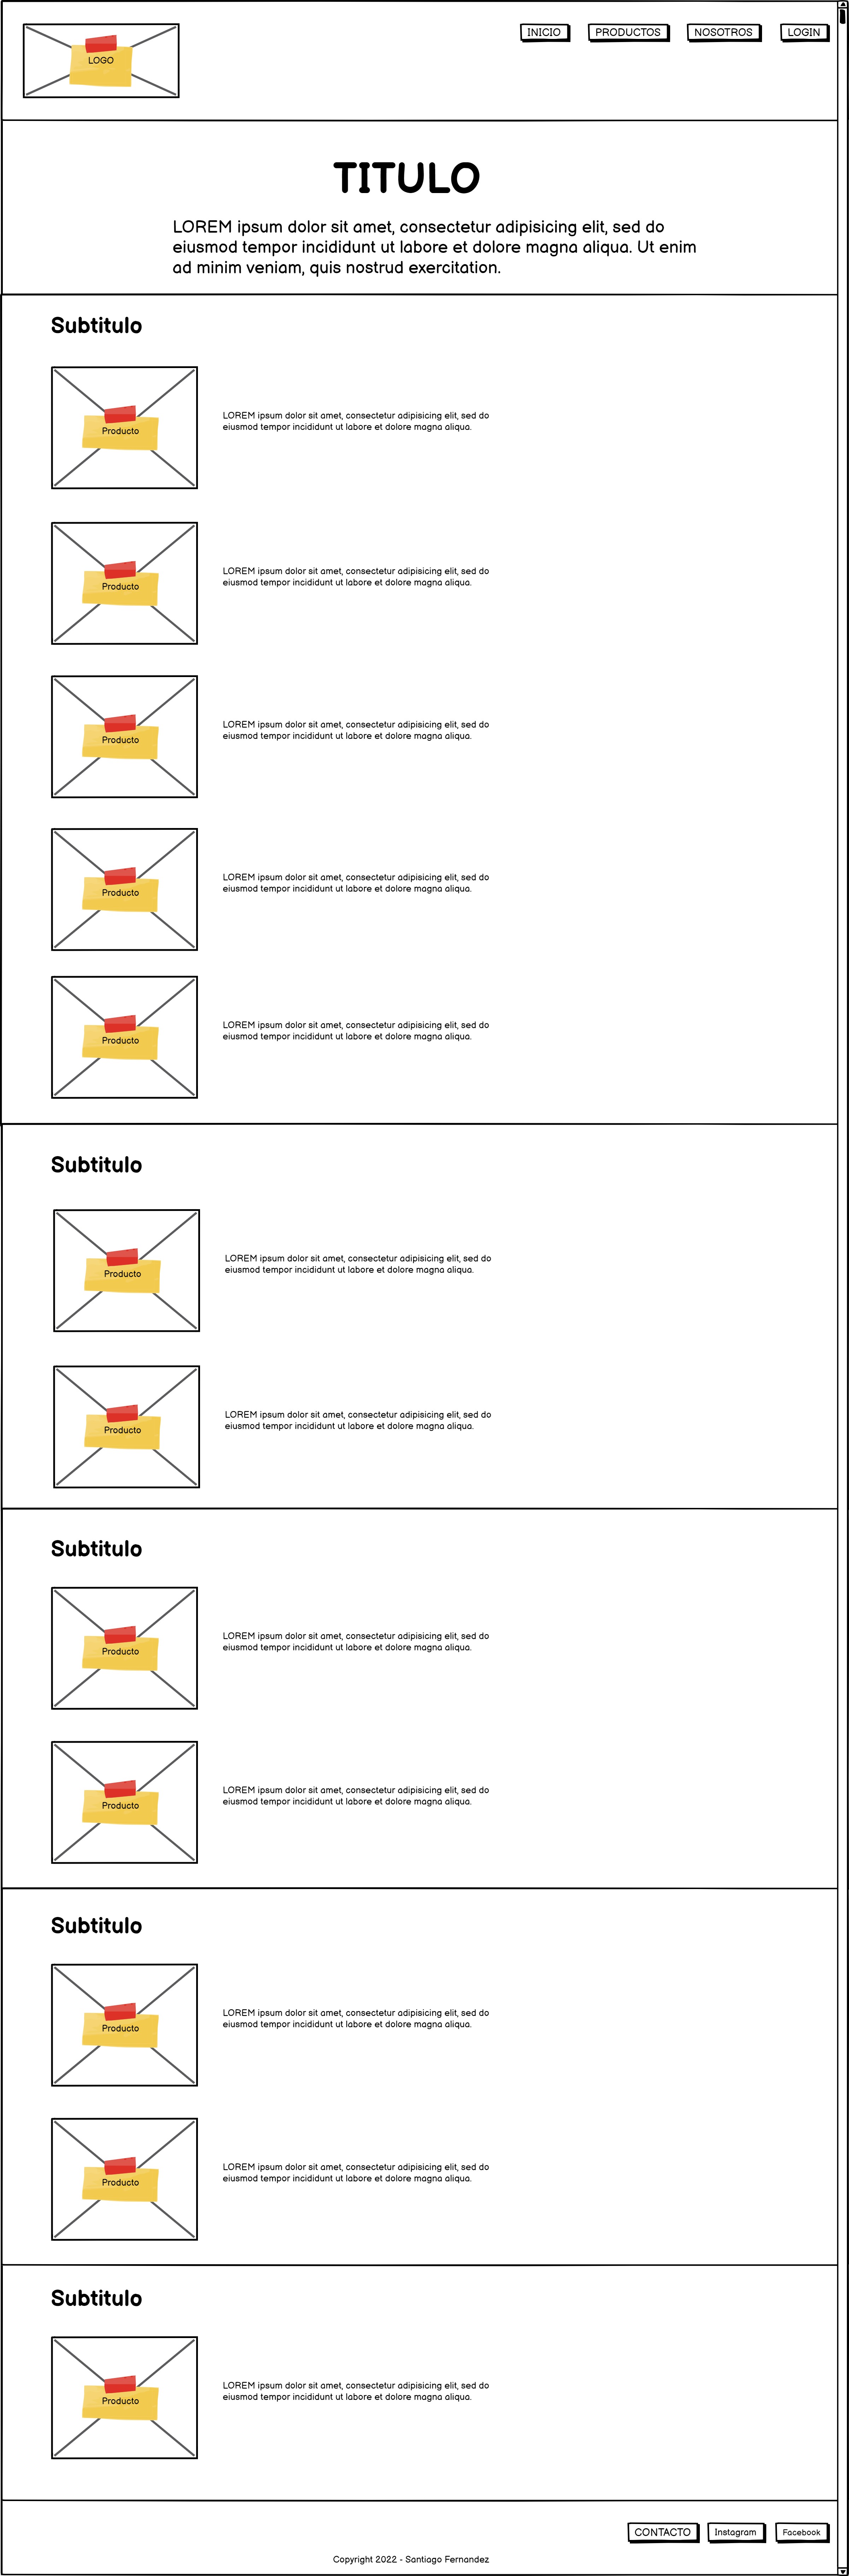 LOGO
INICIO
PRODUCTOS
NOSOTROS
LOGIN
TITULO
LOREM ipsum dolor sit amet, consectetur adipisicing elit, sed do
eiusmod tempor incididunt ut labore et dolore magna aliqua. Ut enim
ad minim veniam, quis nostrud exercitation.
Subtitulo
Producto
LOREM ipsum dolor sit amet, consectetur adipisicing elit, sed do
eiusmod tempor incididunt ut labore et dolore magna aliqua.
Producto
LOREM ipsum dolor sit amet, consectetur adipisicing elit, sed do
eiusmod tempor incididunt ut labore et dolore magna aliqua.
Producto
LOREM ipsum dolor sit amet, consectetur adipisicing elit, sed do
eiusmod tempor incididunt ut labore et dolore magna aliqua.
Producto
LOREM ipsum dolor sit amet, consectetur adipisicing elit, sed do
eiusmod tempor incididunt ut labore et dolore magna aliqua.
Producto
LOREM ipsum dolor sit amet, consectetur adipisicing elit, sed do
eiusmod tempor incididunt ut labore et dolore magna aliqua.
Subtitulo
Producto
LOREM ipsum dolor sit amet, consectetur adipisicing elit, sed do
eiusmod tempor incididunt ut labore et dolore magna aliqua.
Producto
LOREM ipsum dolor sit amet, consectetur adipisicing elit, sed do
eiusmod tempor incididunt ut labore et dolore magna aliqua.
Subtitulo
Producto
LOREM ipsum dolor sit amet, consectetur adipisicing elit, sed do
eiusmod tempor incididunt ut labore et dolore magna aliqua.
Producto
LOREM ipsum dolor sit amet, consectetur adipisicing elit, sed do
eiusmod tempor incididunt ut labore et dolore magna aliqua.
Subtitulo
Producto
LOREM ipsum dolor sit amet, consectetur adipisicing elit, sed do
eiusmod tempor incididunt ut labore et dolore magna aliqua.
Producto
LOREM ipsum dolor sit amet, consectetur adipisicing elit, sed do
eiusmod tempor incididunt ut labore et dolore magna aliqua.
Subtitulo
Producto
LOREM ipsum dolor sit amet, consectetur adipisicing elit, sed do
eiusmod tempor incididunt ut labore et dolore magna aliqua.
CONTACTO
Instagram
Facebook
Copyright 2022 - Santiago Fernandez